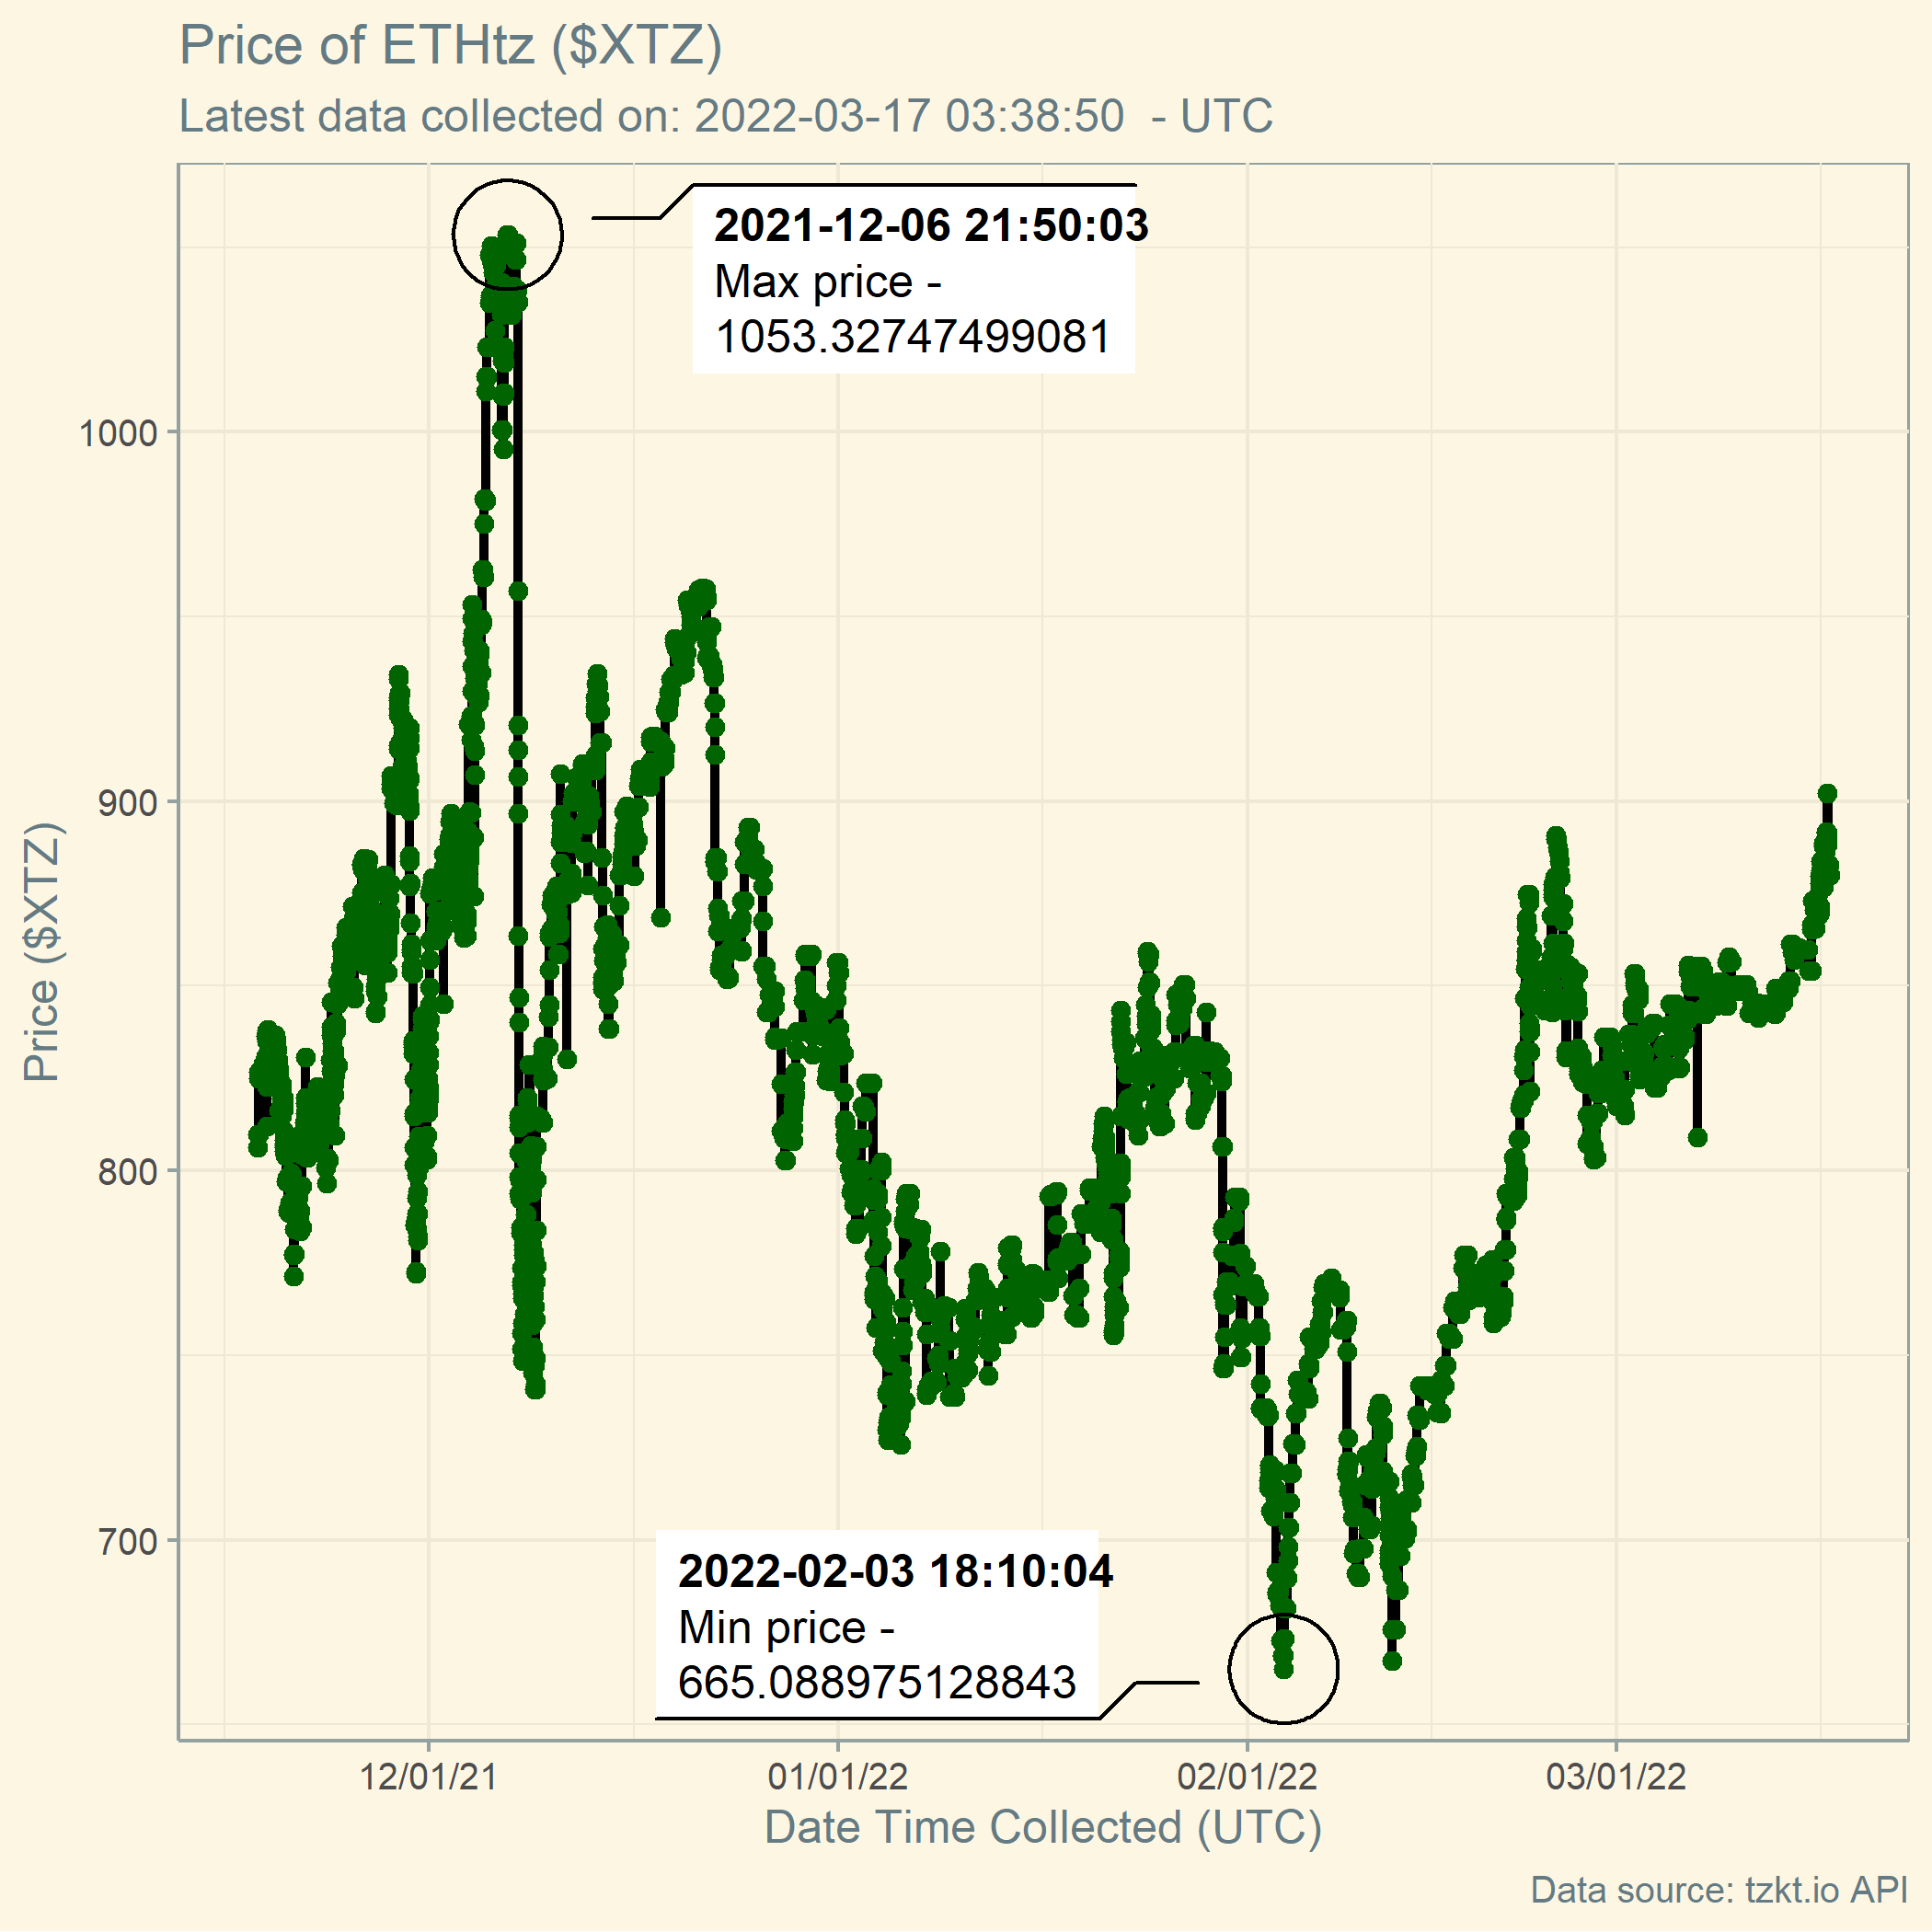 Price of ETHtz ($XTZ)
Latest data collected on: 2022-03-17 03:38:50  - UTC
2021-12-06 21:50:03
Max price -
1053.32747499081
1000
900
800
700
Price ($XTZ)
2022-02-03 18:10:04
Min price -
665.088975128843
12/01/21
01/01/22
02/01/22
03/01/22
Date Time Collected (UTC)
Data source: tzkt.io API